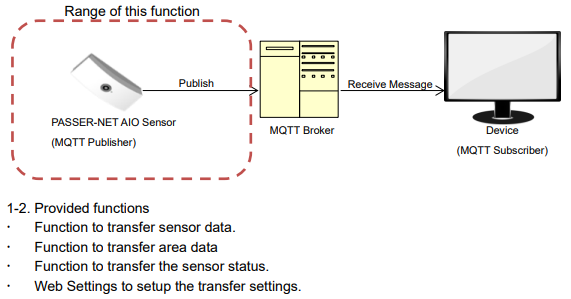 Range of this function
Publish
Receive Message
PASSER-NET AIO Sensor
(MQTT Publisher)
MQTT Broker
Device
(MQTT Subscriber)
1-2. Provided functions
· Function to transfer sensor data.
· Function to transfer area data
· Function to transfer the sensor status.
· Web Settings to setup the transfer settings.